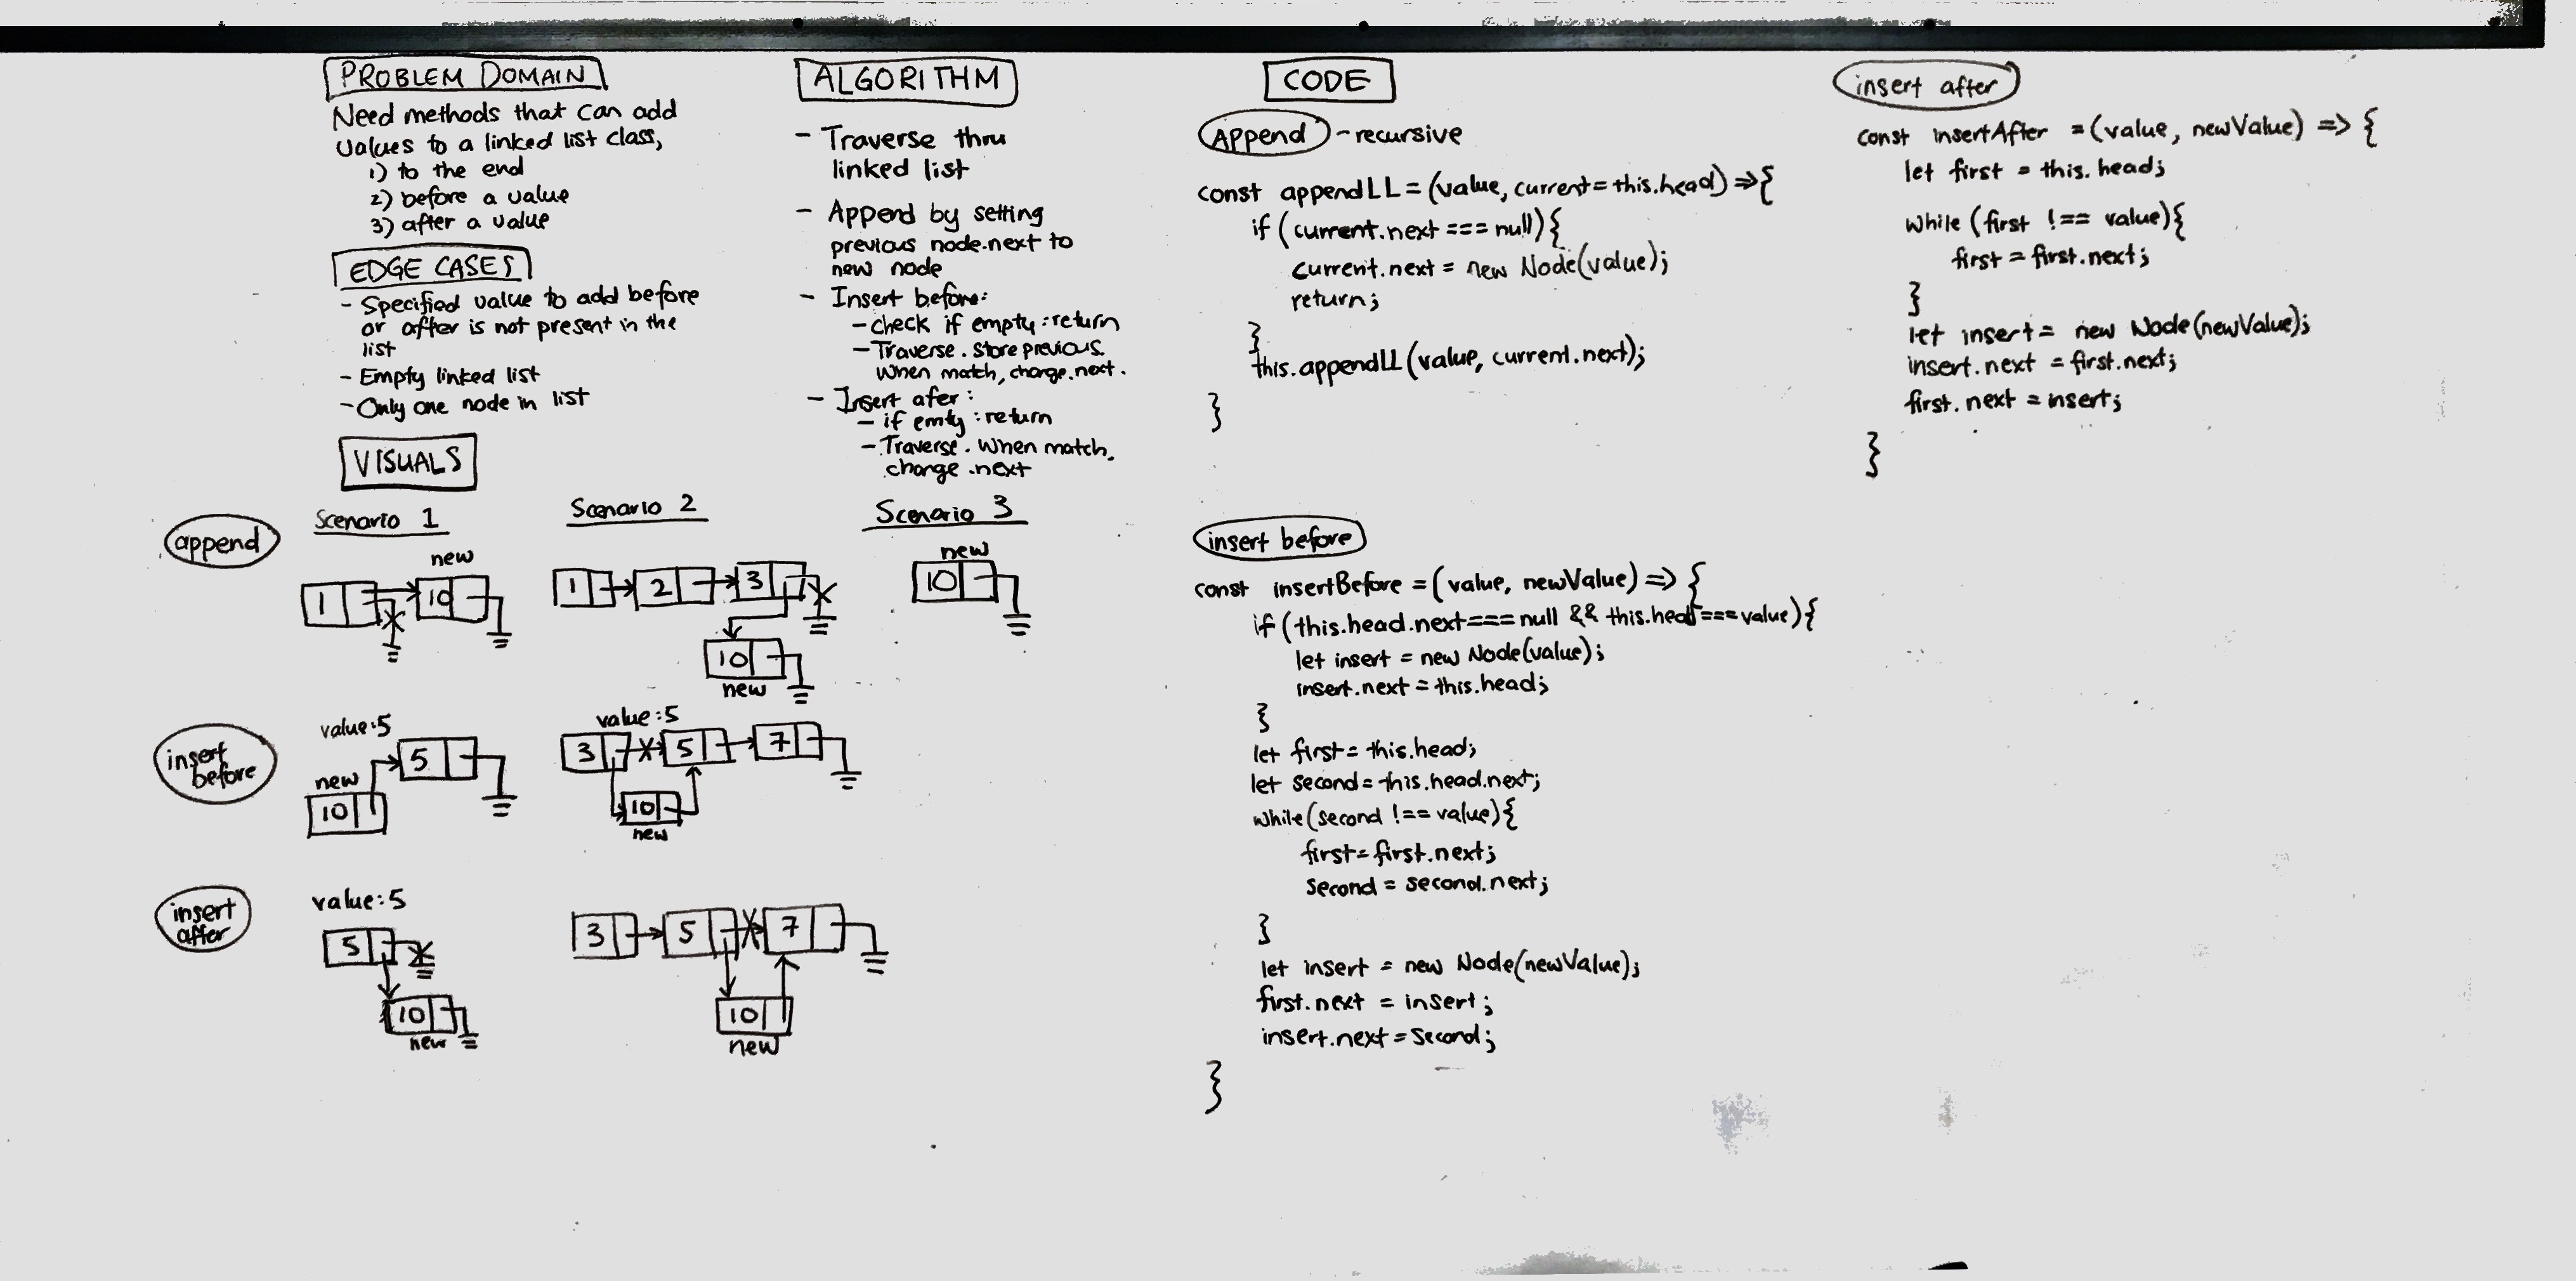 PROBLEM DOMAIN
Need methods that can add
values to a linked list class,
1) to the end
2) before a value
3) after a value
EDGE CASES
- Specified value to add before
or after is not present in the
list
- Empty linked list
- Only one node in list
ALGORITHM
- Traverse thru
linked list
- Append by setting
previous node.next to
new node
- Insert before:
- check if empty : return
- Traverse. Store previous.
When match, change .next.
- Insert afer:
- if emty : return
- Traverse. When match,
change .next
VISUALS
append
Scenario 1
new
1 10
Scenario 2
1 2 3
10
new
Scenario 3
new
10
insert
before
value:5
5
new
10
value:5
3 5 7
10
new
insert
after
value:5
5
10
new
3 5 7
10
new
CODE
Append - recursive
const appendLL = (value, current = this.head) => {
if (current.next === null) {
current.next = new Node(value);
return;
}
this.appendLL(value, current.next);
}
insert before
const insertBefore = (value, newValue) => {
if (this.head.next === null && this.head === value) {
let insert = new Node(value);
insert.next = this.head;
}
let first = this.head;
let second = this.head.next;
while (second !== value) {
first = first.next;
second = second.next;
}
let insert = new Node(newValue);
first.next = insert;
insert.next = second;
}
insert after
const insertAfter = (value, newValue) => {
let first = this.head;
while (first !== value) {
first = first.next;
}
let insert = new Node(newValue);
insert.next = first.next;
first.next = insert;
}